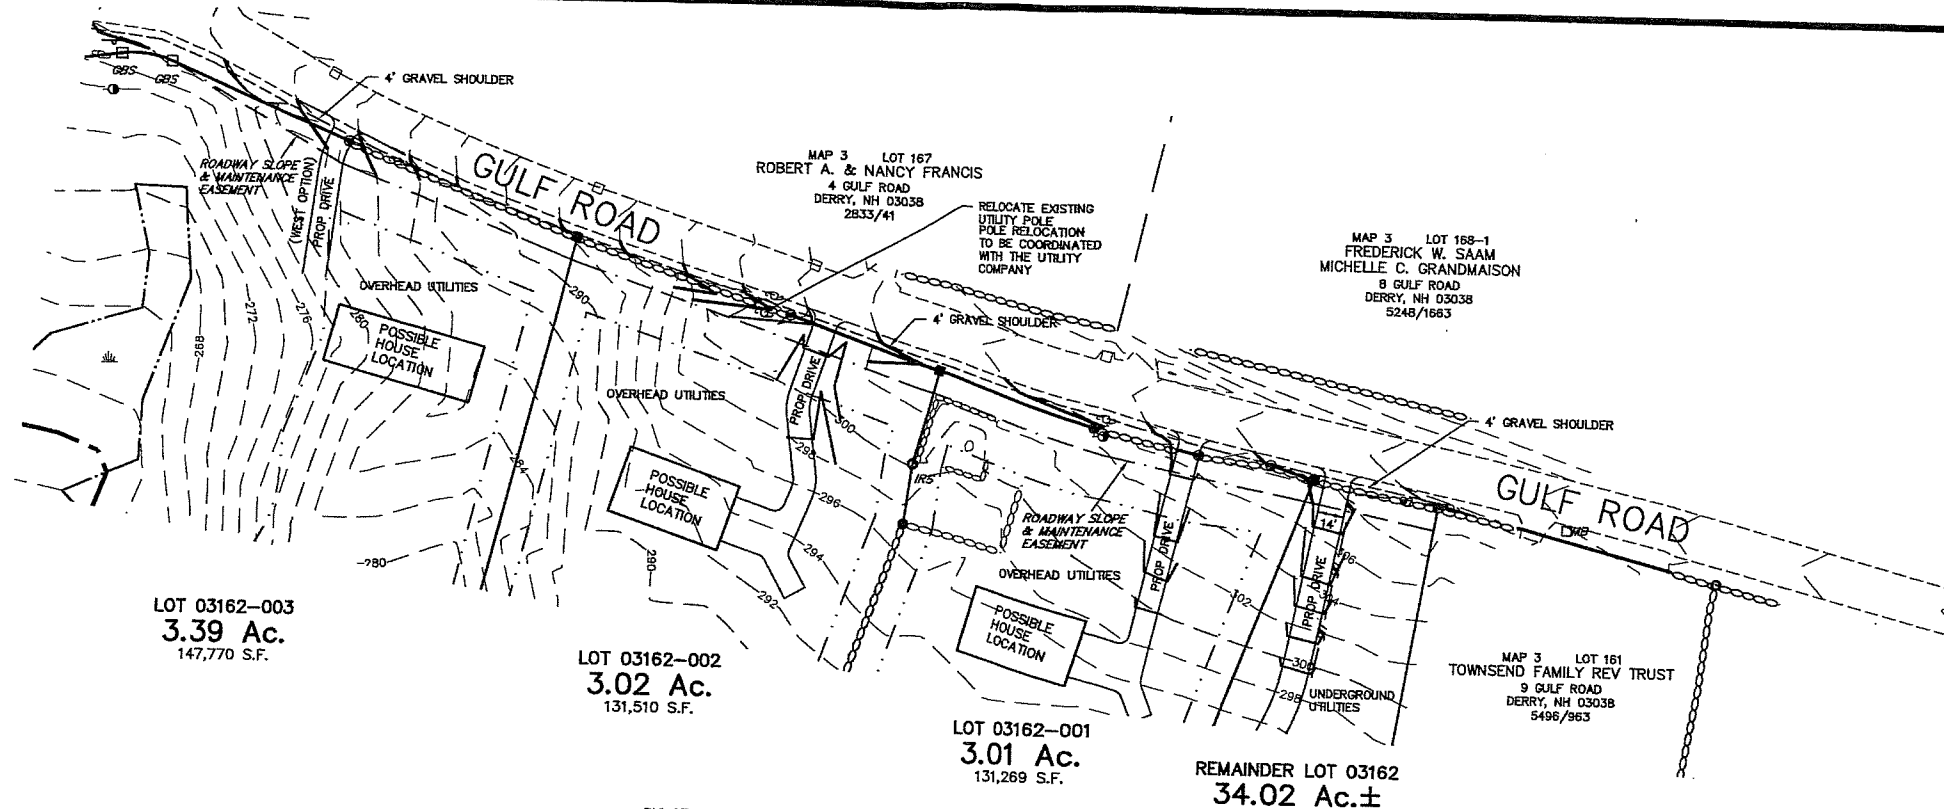 GBS
GBS
4' GRAVEL SHOULDER
ROADWAY SLOPE
& MAINTENANCE
EASEMENT
(WEST OPTION)
PROP DRIVE
GULF ROAD
MAP 3 LOT 167
ROBERT A. & NANCY FRANCIS
4 GULF ROAD
DERRY, NH 03038
2833/41
RELOCATE EXISTING
UTILITY POLE
POLE RELOCATION
TO BE COORDINATED
WITH THE UTILITY
COMPANY
MAP 3 LOT 168-1
FREDERICK W. SAAM
MICHELLE C. GRANDMAISON
8 GULF ROAD
DERRY, NH 03038
5248/1663
OVERHEAD UTILITIES
268
272
276
280
290
POSSIBLE
HOUSE
LOCATION
4' GRAVEL SHOULDER
OVERHEAD UTILITIES
PROP DRIVE
300
298
296
294
292
290
284
280
POSSIBLE
HOUSE
LOCATION
IRS
4' GRAVEL SHOULDER
GULF ROAD
ROADWAY SLOPE
& MAINTENANCE
EASEMENT
OVERHEAD UTILITIES
PROP DRIVE
POSSIBLE
HOUSE
LOCATION
14'
PROP DRIVE
306
304
302
300
298
UNDERGROUND
UTILITIES
MAP 3 LOT 161
TOWNSEND FAMILY REV TRUST
9 GULF ROAD
DERRY, NH 03038
5496/963
LOT 03162-003
3.39 Ac.
147,770 S.F.
LOT 03162-002
3.02 Ac.
131,510 S.F.
LOT 03162-001
3.01 Ac.
131,269 S.F.
REMAINDER LOT 03162
34.02 Ac.±